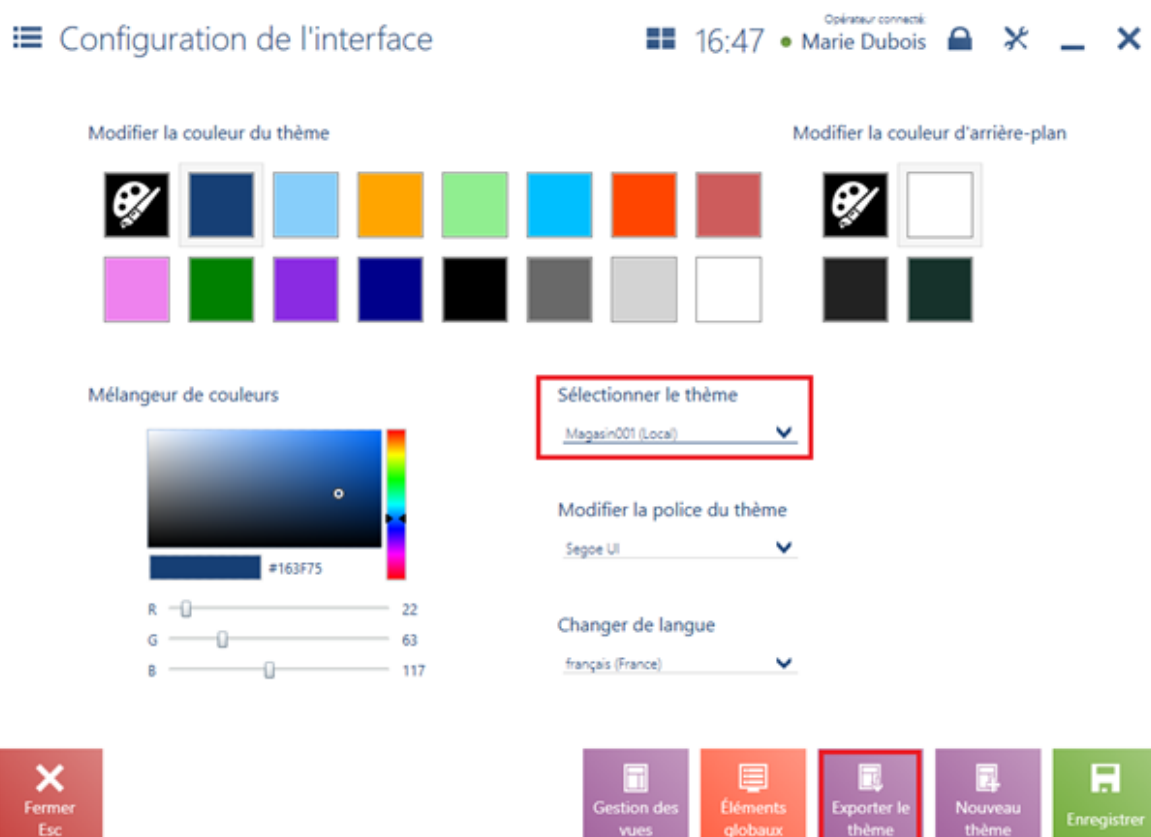 Configuration de l'interface
16:47
Opérateur connecté:
Marie Dubois
Modifier la couleur du thème
Modifier la couleur d'arrière-plan
Mélangeur de couleurs
#163F75
R 22
G 63
B 117
Sélectionner le thème
Magasin001 (Local)
Modifier la police du thème
Segoe UI
Changer de langue
français (France)
Fermer
Esc
Gestion des
vues
Éléments
globaux
Exporter le
thème
Nouveau
thème
Enregistrer